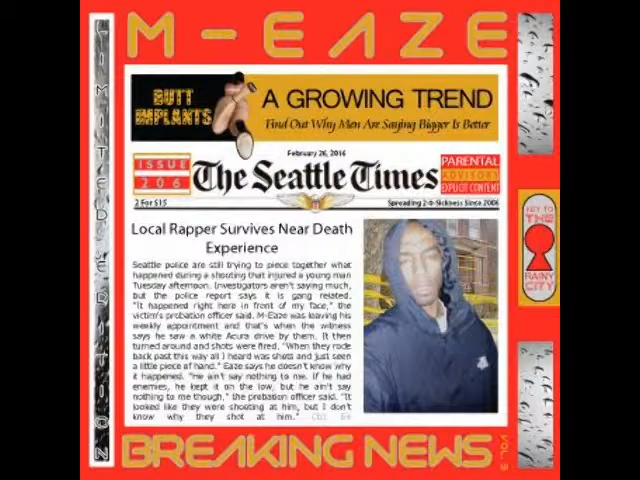 M-EAZE
LIMITED EDITION
BUTT
IMPLANTS
A GROWING TREND
Find Out Why Men Are Saying Bigger Is Better
February 26, 2016
ISSUE
206
The Seattle Times
PARENTAL
ADVISORY
EXPLICIT CONTENT
2 For $15
Spreading 2-0-Sickness Since 2006
KEY TO
THE
RAINY
CITY
Local Rapper Survives Near Death
Experience
Seattle police are still trying to piece together what
happened during a shooting that injured a young man
Tuesday afternoon. Investigators aren't saying much,
but the police report says it is gang related.
"It happened right here in front of my face," the
victim's probation officer said. M-Eaze was leaving his
weekly appointment and that's when the witness
says he saw a white Acura drive by them. It then
turned around and shots were fired. "When they rode
back past this way all I heard was shots and just seen
a little piece of hand." Eaze says he doesn't know why
it happened. "He ain't say nothing to me. If he had
enemies, he kept it on the low, but he ain't say
nothing to me though," the probation officer said. "It
looked like they were shooting at him, but I don't
know why they shot at him."
BREAKING NEWS